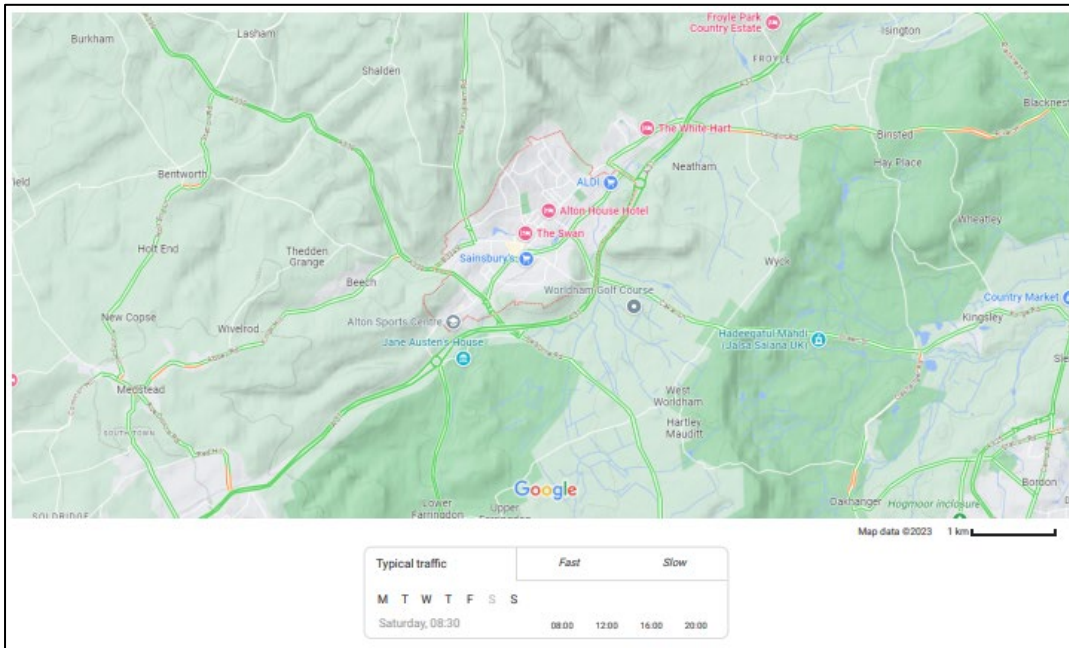 Froyle Park
Country Estate
Isington
Burkham
Lasham
FROYLE
Shalden
Blacknest
The White Hart
Binsted
Neatham
Hay Place
Bentworth
ALDI
Alton House Hotel
Wheatley
The Swan
Holt End
Thedden
Grange
Sainsbury's
Wyck
Beech
Worldham Golf Course
Country Market
New Copse
Alton Sports Centre
Kingsley
Wivelrod
Hadeeqatul Mahdi
(Jalsa Salana UK)
Jane Austen's House
Medstead
West
Worldham
Hartley
Mauditt
SOUTH TOWN
Google
Bordon
Oakhanger
Hogmoor Inclosure
Lower
Farringdon
Upper
SOLDRIDGE
Map data ©2023 1 km
Typical traffic Fast Slow
M T W T F S S
Saturday, 08:30 08:00 12:00 16:00 20:00